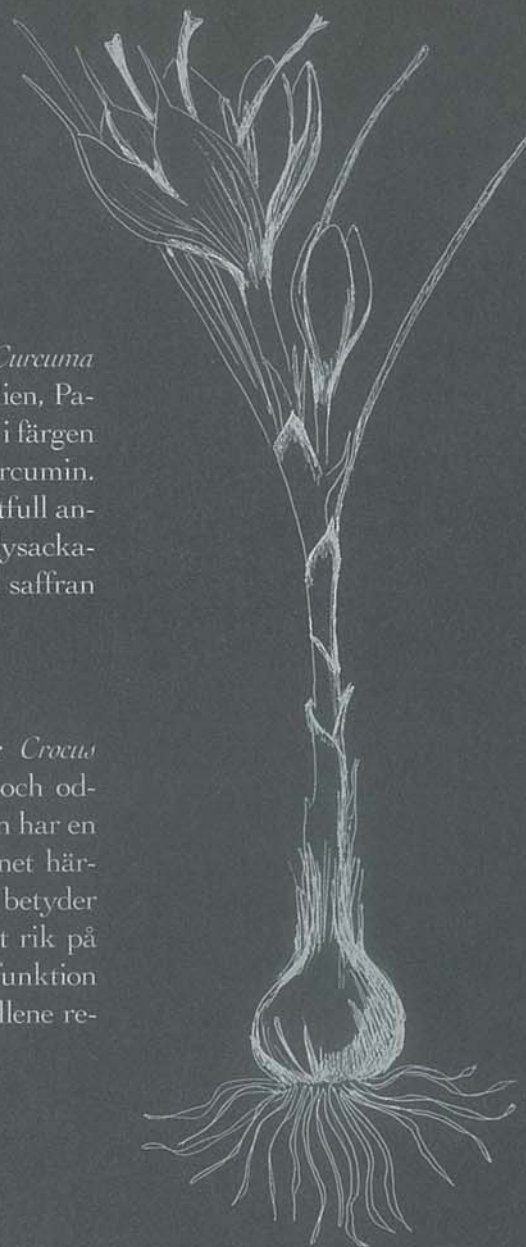 Curcuma
ien, Pa-
i färgen
rcumin.
tfull an-
ysacka-
saffran
Crocus
och od-
n har en
net här-
betyder
t rik på
funktion
llene re-